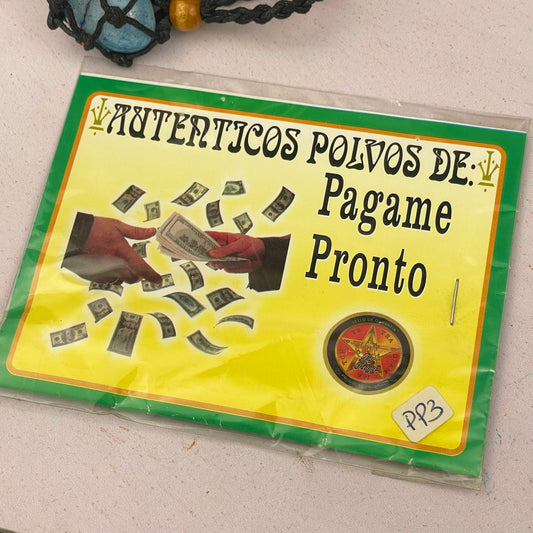 AUTENTICOS POLVOS DE:
Pagame
Pronto
PP3